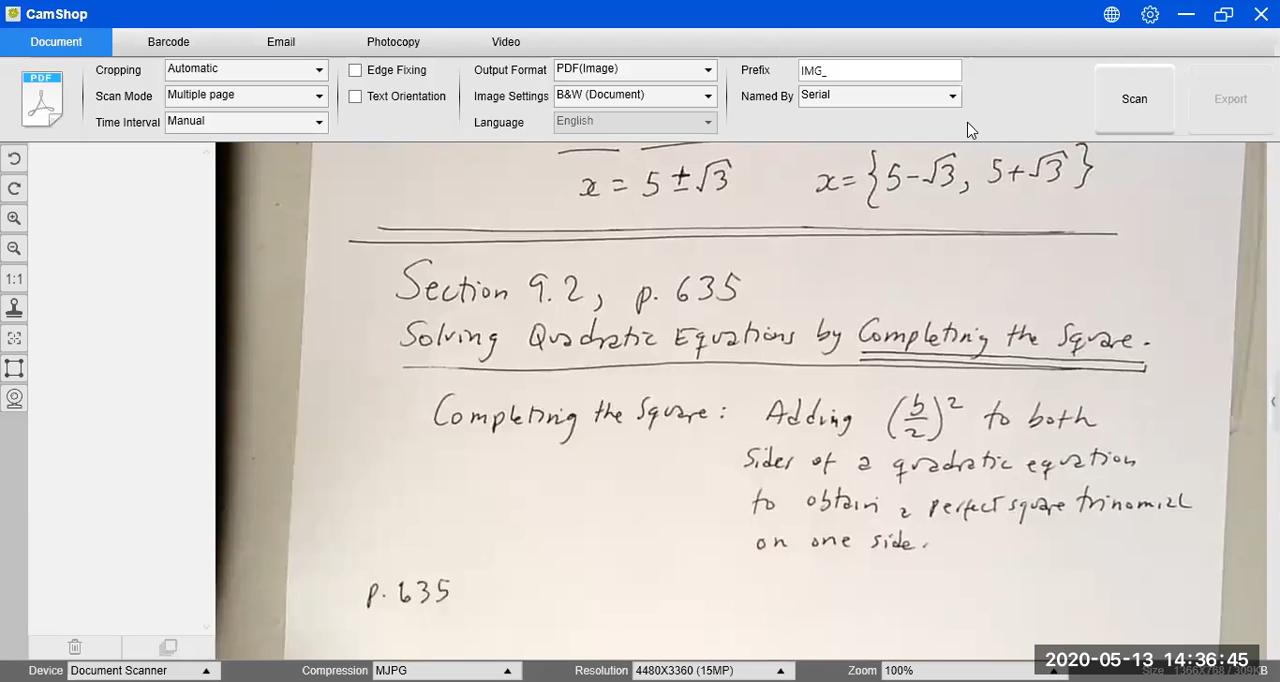 CamShop
Document Barcode Email Photocopy Video
Cropping Automatic Edge Fixing Output Format PDF(Image) Prefix IMG_
PDF Scan Mode Multiple page Text Orientation Image Settings B&W (Document) Named By Serial Scan Export
Time Interval Manual Language English
x = 5 ± √3 x = {5-√3, 5+√3}
Section 9.2, p. 635
Solving Quadratic Equations by Completing the Square.
Completing the Square: Adding (b/2)² to both
sides of a quadratic equation
to obtain a perfect square trinomial
on one side.
p. 635
1:1
2020-05-13 14:36:45
Device Document Scanner Compression MJPG Resolution 4480X3360 (15MP) Zoom 100% Size 1366X768 / 309KB